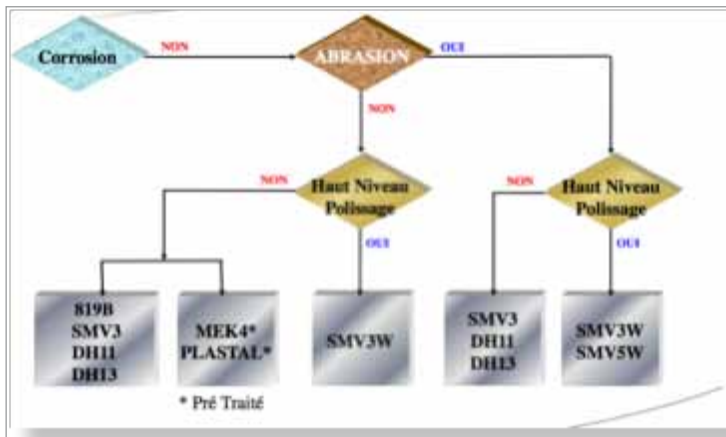 Corrosion
NON
ABRASION
OUI
NON
NON
Haut Niveau
Polissage
NON
Haut Niveau
Polissage
OUI
OUI
819B
SMV3
DH11
DH13
MEK4*
PLASTAL*
SMV3W
SMV3
DH11
DH13
SMV3W
SMV5W
* Pré Traité